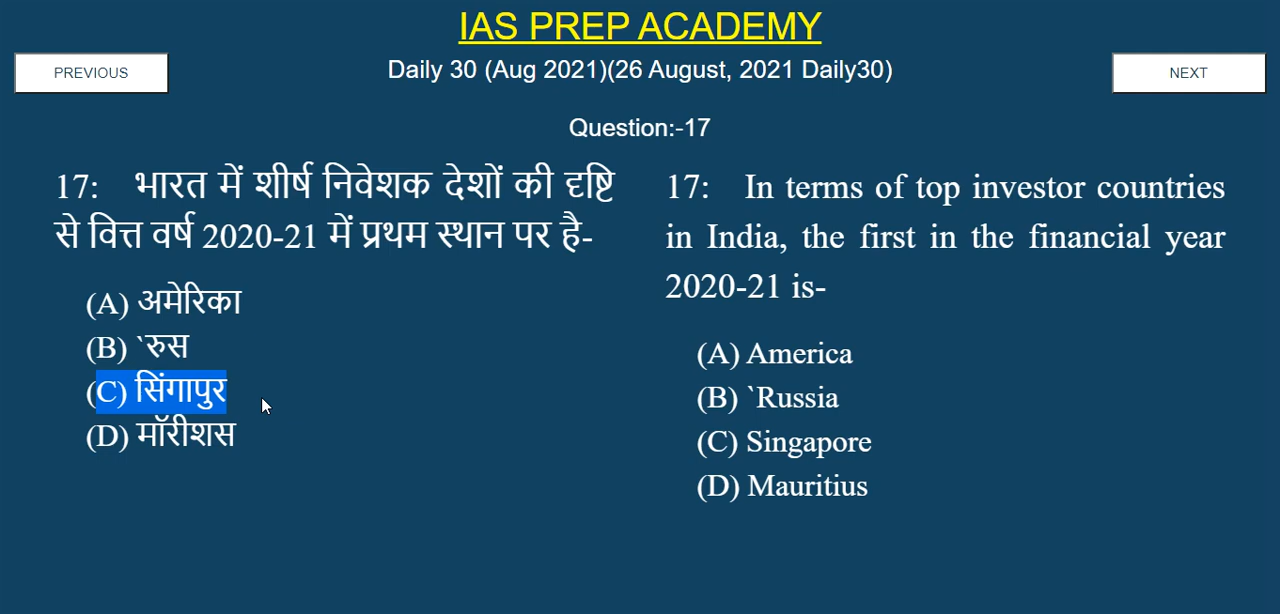 IAS PREP ACADEMY
PREVIOUS
Daily 30 (Aug 2021)(26 August, 2021 Daily30)
NEXT
Question:-17
17: भारत में शीर्ष निवेशक देशों की दृष्टि
से वित्त वर्ष 2020-21 में प्रथम स्थान पर है-
(A) अमेरिका
(B) `रुस
(C) सिंगापुर
(D) मॉरीशस
17: In terms of top investor countries
in India, the first in the financial year
2020-21 is-
(A) America
(B) `Russia
(C) Singapore
(D) Mauritius